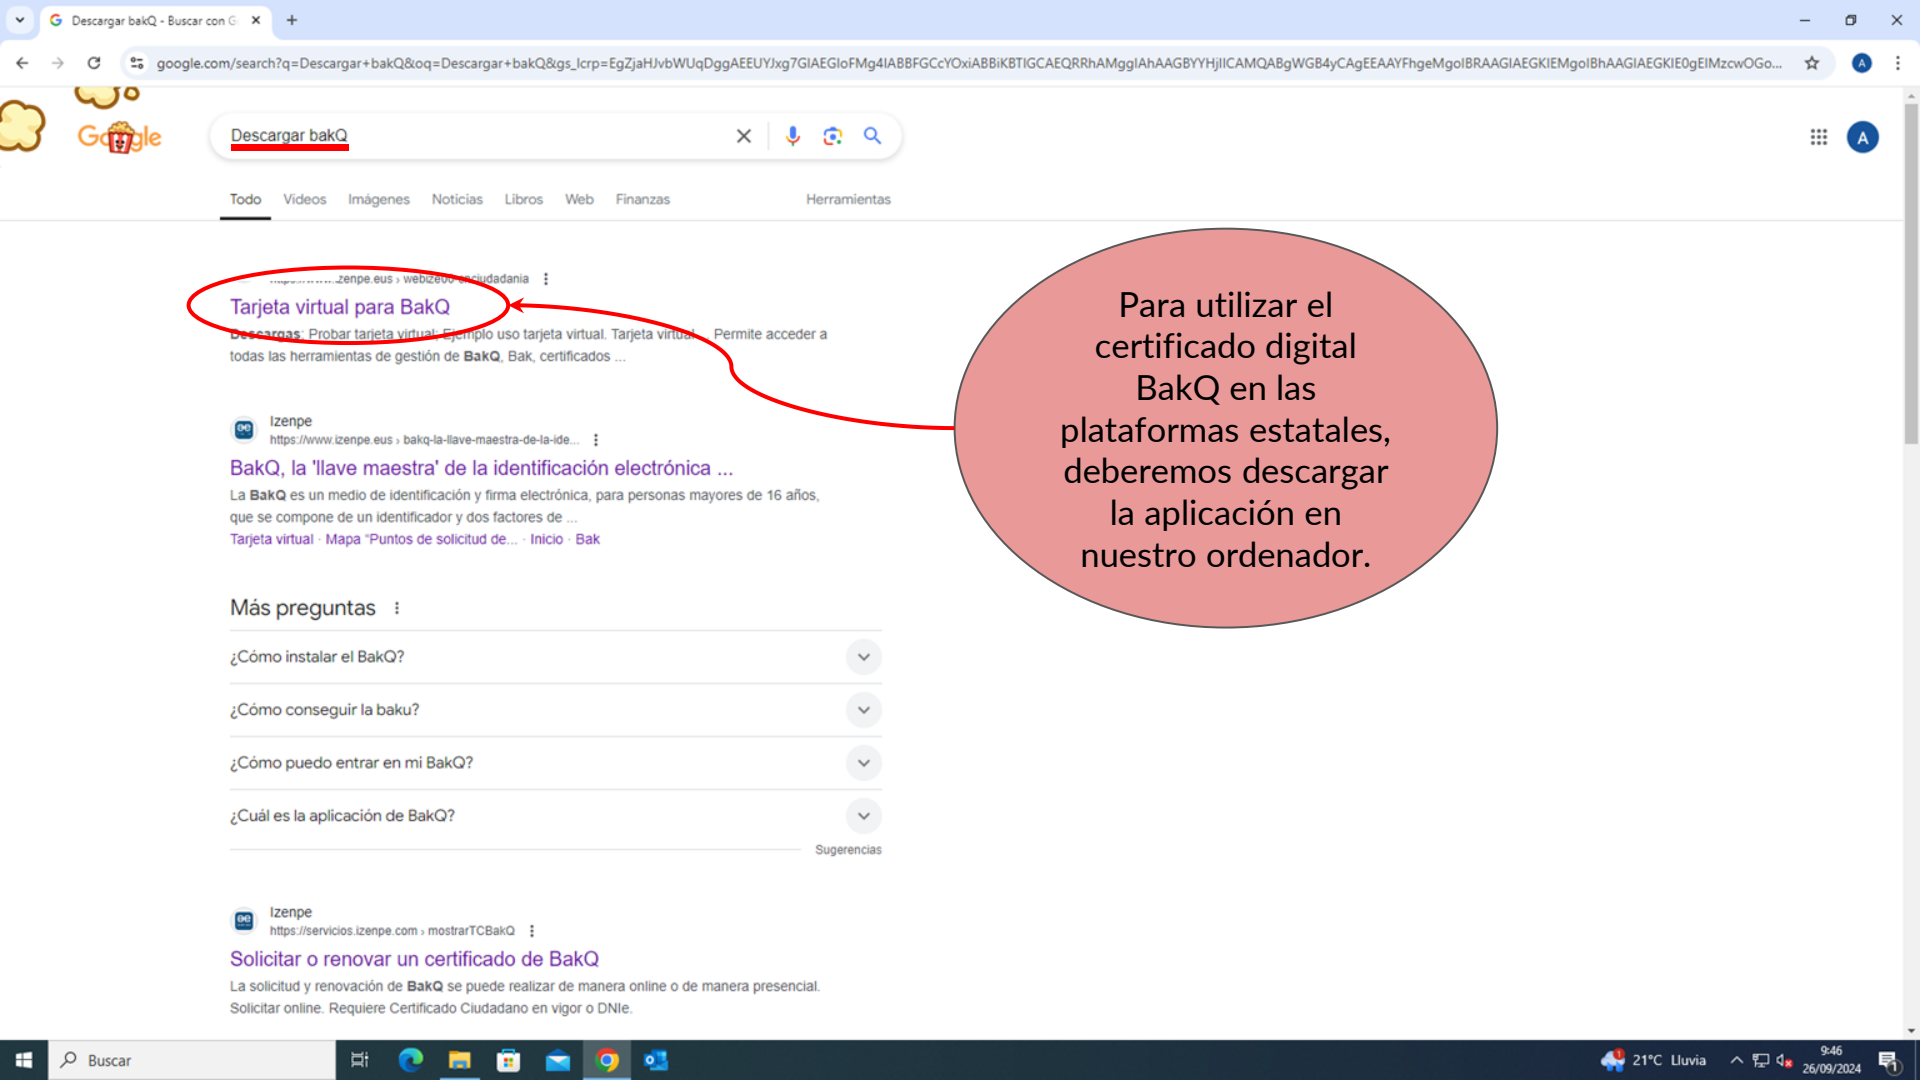 Descargar bakQ - Buscar con G
google.com/search?q=Descargar+bakQ&oq=Descargar+bakQ&gs_lcrp=EgZjaHJvbWUqDggAEEUYJxg7GIAEGIoFMg4IABBFGCcYOxiABBiKBTIGCAEQRRhAMggIAhAAGBYYHjIICAMQABgWGB4yCAgEEAAYFhgeMgoIBRAAGIAEGKIEMgoIBhAAGIAEGKIE0gEIMzcwOGo...
A
Google
Descargar bakQ
A
Todo Videos Imágenes Noticias Libros Web Finanzas Herramientas
zenpe.eus › webize00-cnciudadania
Tarjeta virtual para BakQ
Descargas: Probar tarjeta virtual; Ejemplo uso tarjeta virtual. Tarjeta virtual ... Permite acceder a
todas las herramientas de gestión de BakQ, Bak, certificados ...
Izenpe
https://www.izenpe.eus › bakq-la-llave-maestra-de-la-ide...
BakQ, la 'llave maestra' de la identificación electrónica ...
La BakQ es un medio de identificación y firma electrónica, para personas mayores de 16 años,
que se compone de un identificador y dos factores de ...
Tarjeta virtual · Mapa "Puntos de solicitud de... · Inicio · Bak
Más preguntas
¿Cómo instalar el BakQ?
¿Cómo conseguir la baku?
¿Cómo puedo entrar en mi BakQ?
¿Cuál es la aplicación de BakQ?
Sugerencias
Izenpe
https://servicios.izenpe.com › mostrarTCBakQ
Solicitar o renovar un certificado de BakQ
La solicitud y renovación de BakQ se puede realizar de manera online o de manera presencial.
Solicitar online. Requiere Certificado Ciudadano en vigor o DNIe.
Para utilizar el
certificado digital
BakQ en las
plataformas estatales,
deberemos descargar
la aplicación en
nuestro ordenador.
Buscar
21°C Lluvia
9:46
26/09/2024
1